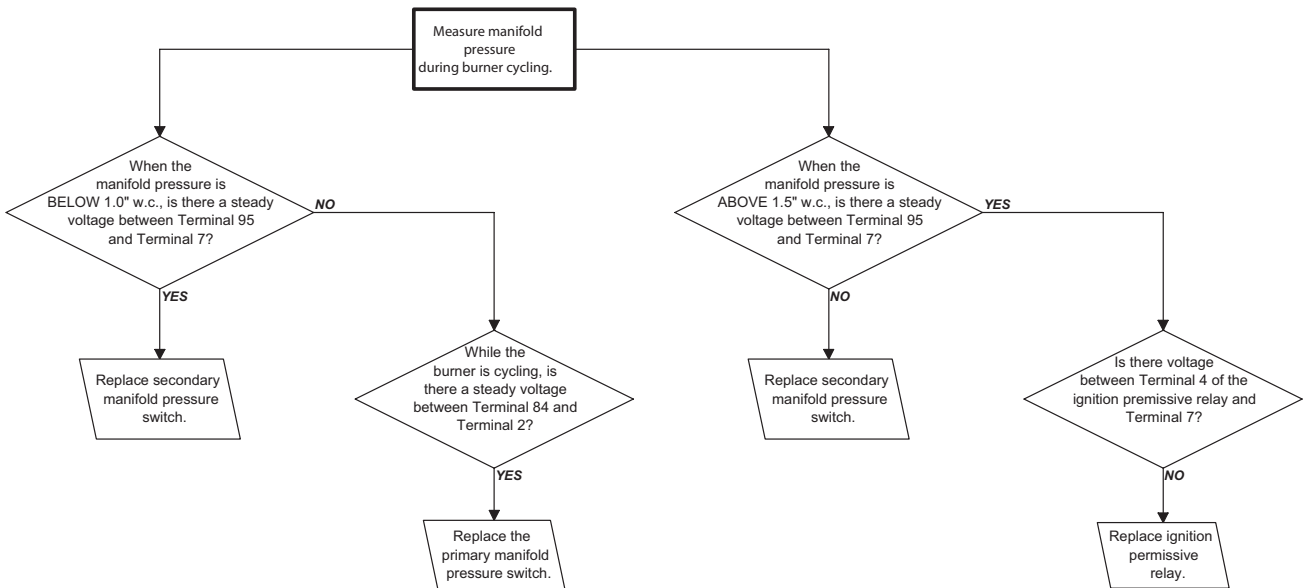 Measure manifold
pressure
during burner cycling.
When the
manifold pressure is
BELOW 1.0" w.c., is there a steady
voltage between Terminal 95
and Terminal 7?
NO
YES
Replace secondary
manifold pressure
switch.
While the
burner is cycling, is
there a steady voltage
between Terminal 84 and
Terminal 2?
YES
Replace the
primary manifold
pressure switch.
When the
manifold pressure is
ABOVE 1.5" w.c., is there a steady
voltage between Terminal 95
and Terminal 7?
YES
NO
Replace secondary
manifold pressure
switch.
Is there voltage
between Terminal 4 of the
ignition premissive relay and
Terminal 7?
NO
Replace ignition
permissive
relay.